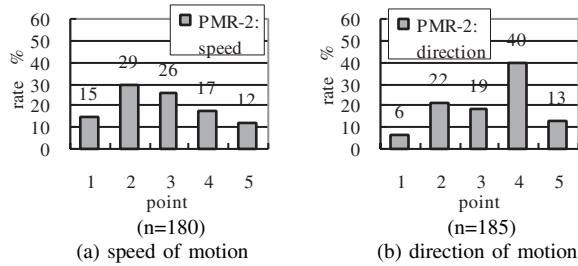 PMR-2:
speed
rate %
60
50
40
30
20
10
0
15
29
26
17
12
1 2 3 4 5
point
(n=180)
(a) speed of motion
PMR-2:
direction
rate %
60
50
40
30
20
10
0
6
22
19
40
13
1 2 3 4 5
point
(n=185)
(b) direction of motion